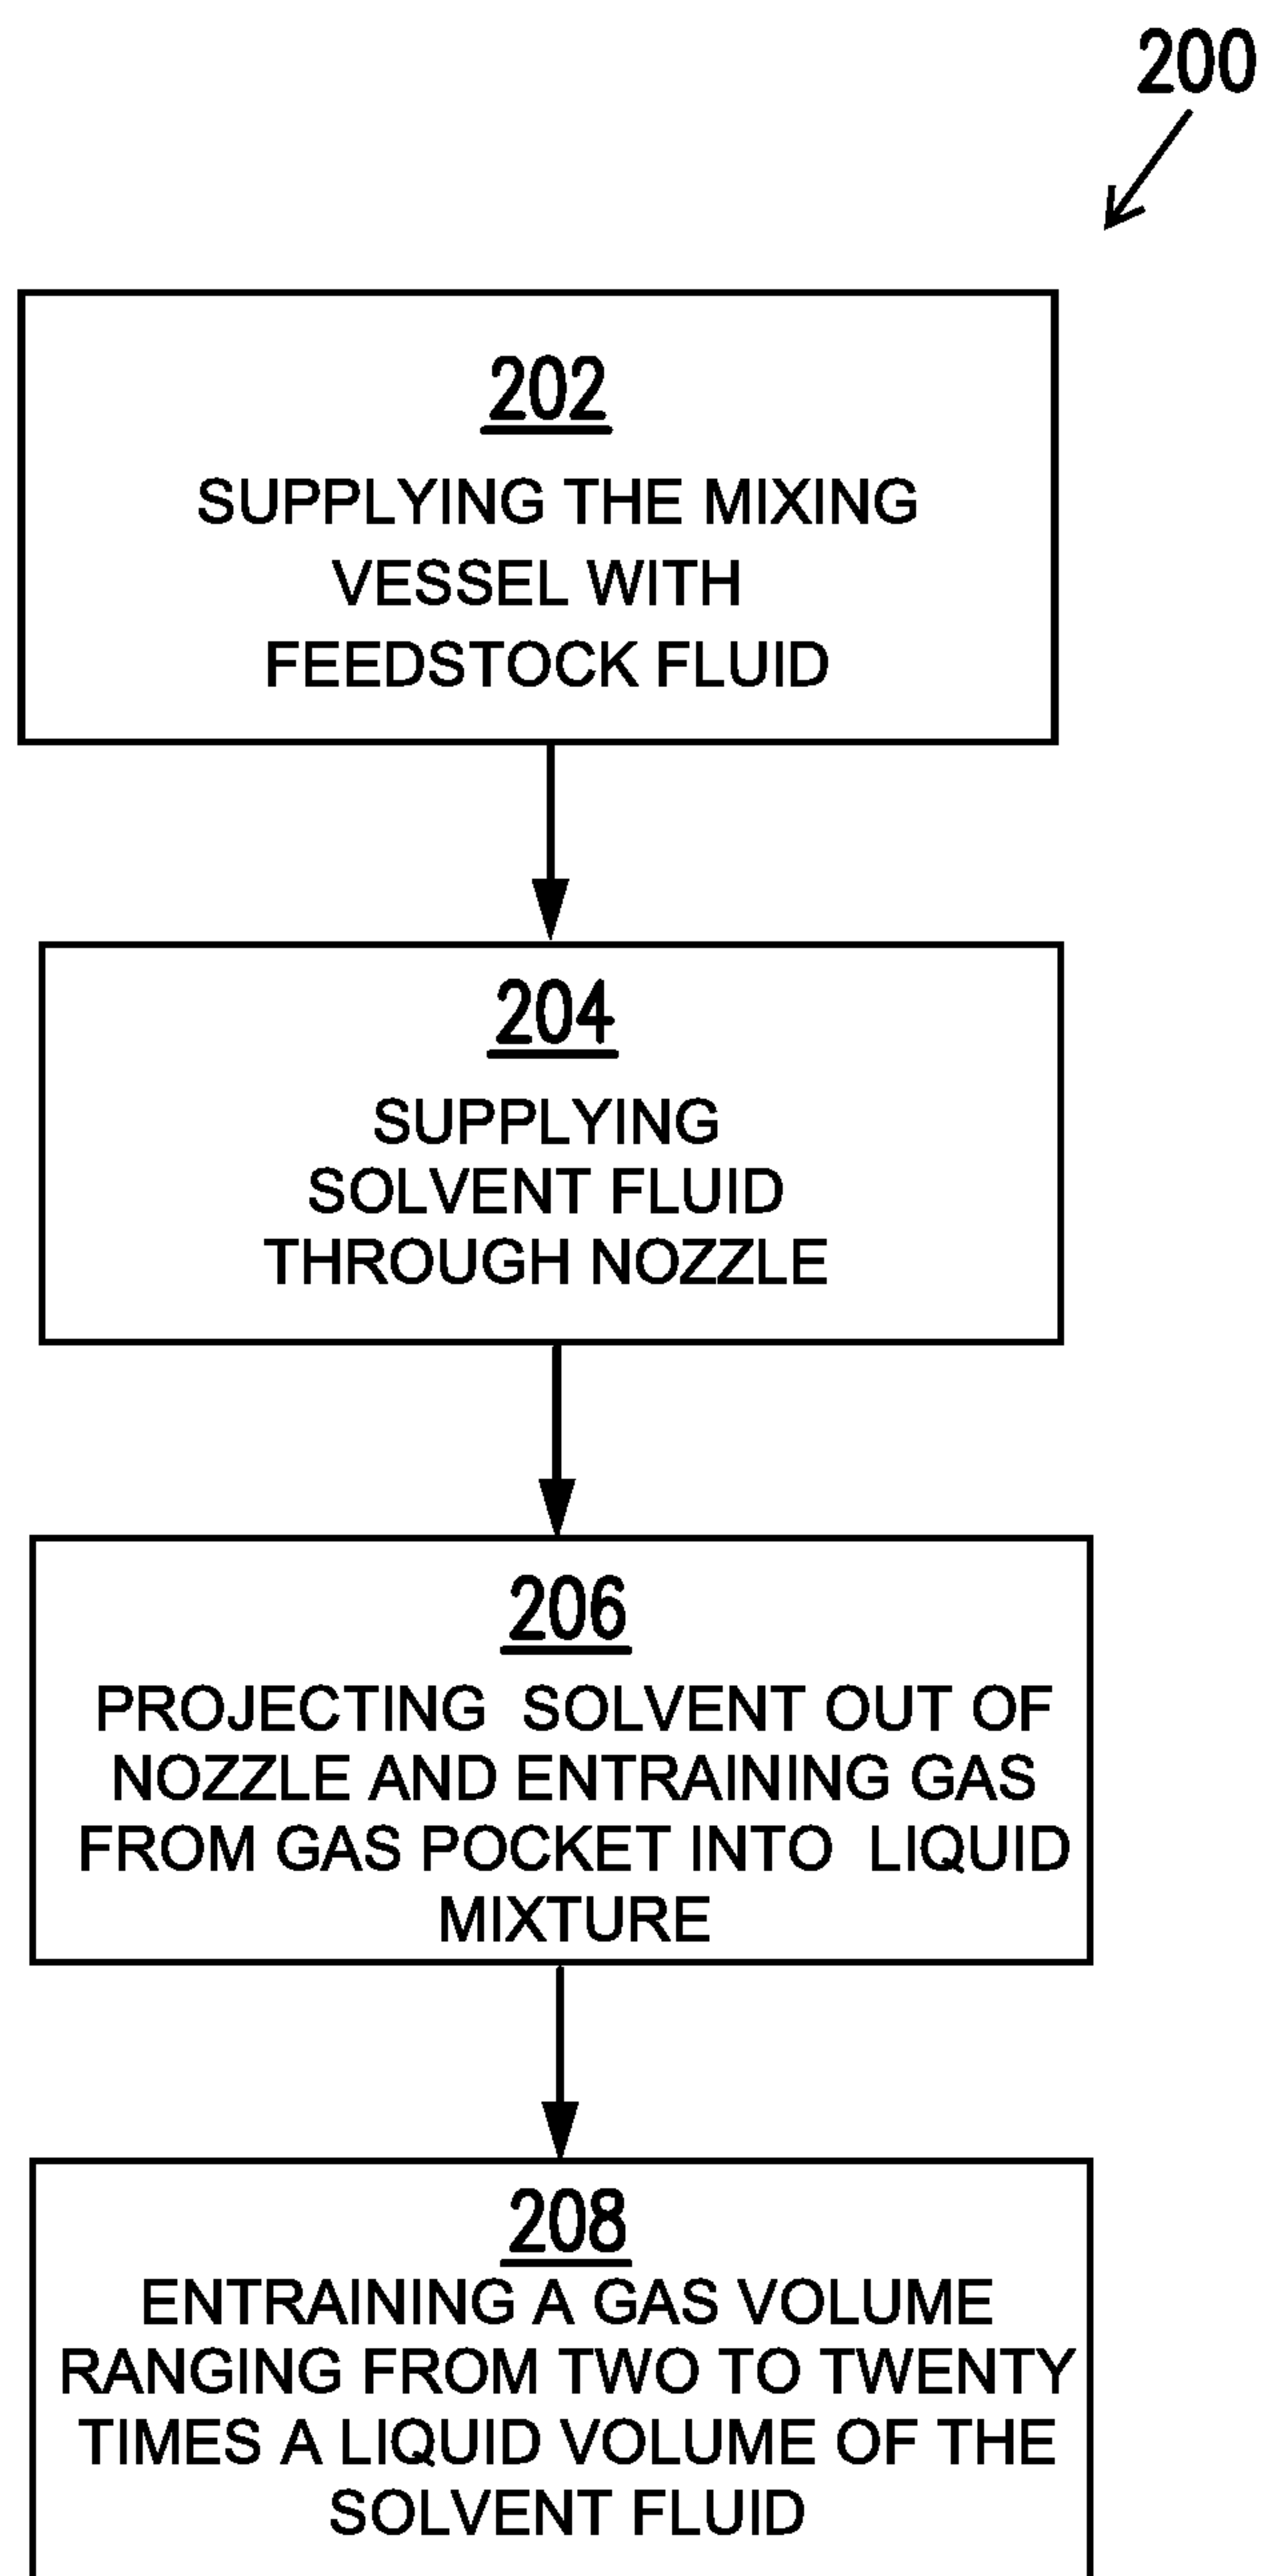 200
202
SUPPLYING THE MIXING
VESSEL WITH
FEEDSTOCK FLUID
204
SUPPLYING
SOLVENT FLUID
THROUGH NOZZLE
206
PROJECTING SOLVENT OUT OF
NOZZLE AND ENTRAINING GAS
FROM GAS POCKET INTO LIQUID
MIXTURE
208
ENTRAINING A GAS VOLUME
RANGING FROM TWO TO TWENTY
TIMES A LIQUID VOLUME OF THE
SOLVENT FLUID